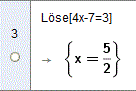 3
Löse[4x-7=3]
→ {x = 5/2}